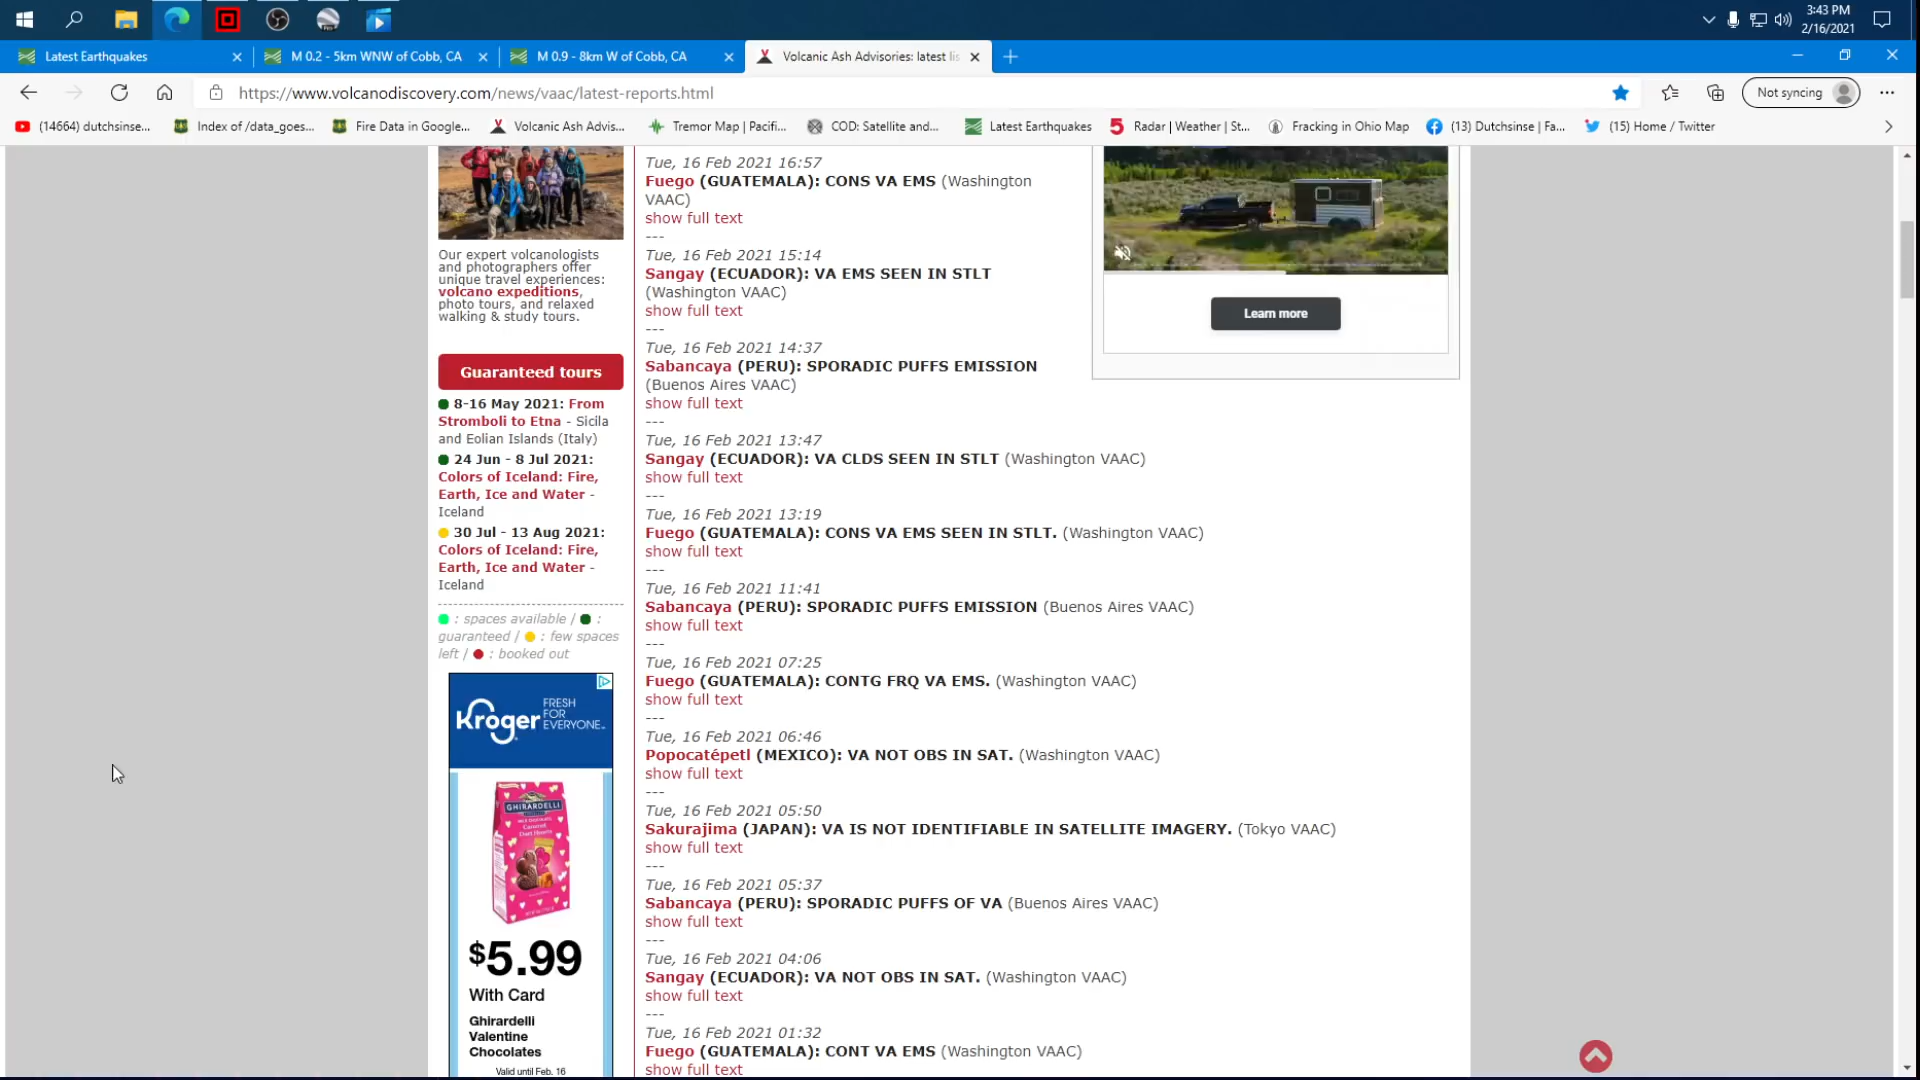 3:43 PM
2/16/2021
Latest Earthquakes
M 0.2 - 5km WNW of Cobb, CA
M 0.9 - 8km W of Cobb, CA
Volcanic Ash Advisories: latest lis
https://www.volcanodiscovery.com/news/vaac/latest-reports.html
Not syncing
(14664) dutchsinse...
Index of /data_goes...
Fire Data in Google...
Volcanic Ash Advis...
Tremor Map | Pacifi...
COD: Satellite and...
Latest Earthquakes
Radar | Weather | St...
Fracking in Ohio Map
(13) Dutchsinse | Fa...
(15) Home / Twitter
Our expert volcanologists
and photographers offer
unique travel experiences:
volcano expeditions,
photo tours, and relaxed
walking & study tours.
Guaranteed tours
8-16 May 2021: From
Stromboli to Etna - Sicila
and Eolian Islands (Italy)
24 Jun - 8 Jul 2021:
Colors of Iceland: Fire,
Earth, Ice and Water -
Iceland
30 Jul - 13 Aug 2021:
Colors of Iceland: Fire,
Earth, Ice and Water -
Iceland
: spaces available / :
guaranteed / : few spaces
left / : booked out
Kroger
FRESH
FOR
EVERYONE™
GHIRARDELLI
$5.99
With Card
Ghirardelli
Valentine
Chocolates
Valid until Feb. 16
Tue, 16 Feb 2021 16:57
Fuego (GUATEMALA): CONS VA EMS (Washington
VAAC)
show full text
---
Tue, 16 Feb 2021 15:14
Sangay (ECUADOR): VA EMS SEEN IN STLT
(Washington VAAC)
show full text
---
Tue, 16 Feb 2021 14:37
Sabancaya (PERU): SPORADIC PUFFS EMISSION
(Buenos Aires VAAC)
show full text
---
Tue, 16 Feb 2021 13:47
Sangay (ECUADOR): VA CLDS SEEN IN STLT (Washington VAAC)
show full text
---
Tue, 16 Feb 2021 13:19
Fuego (GUATEMALA): CONS VA EMS SEEN IN STLT. (Washington VAAC)
show full text
---
Tue, 16 Feb 2021 11:41
Sabancaya (PERU): SPORADIC PUFFS EMISSION (Buenos Aires VAAC)
show full text
---
Tue, 16 Feb 2021 07:25
Fuego (GUATEMALA): CONTG FRQ VA EMS. (Washington VAAC)
show full text
---
Tue, 16 Feb 2021 06:46
Popocatépetl (MEXICO): VA NOT OBS IN SAT. (Washington VAAC)
show full text
---
Tue, 16 Feb 2021 05:50
Sakurajima (JAPAN): VA IS NOT IDENTIFIABLE IN SATELLITE IMAGERY. (Tokyo VAAC)
show full text
---
Tue, 16 Feb 2021 05:37
Sabancaya (PERU): SPORADIC PUFFS OF VA (Buenos Aires VAAC)
show full text
---
Tue, 16 Feb 2021 04:06
Sangay (ECUADOR): VA NOT OBS IN SAT. (Washington VAAC)
show full text
---
Tue, 16 Feb 2021 01:32
Fuego (GUATEMALA): CONT VA EMS (Washington VAAC)
show full text
Learn more